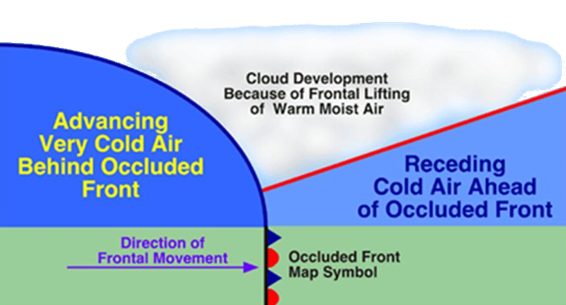 Cloud Development
Because of Frontal Lifting
of Warm Moist Air
Advancing
Very Cold Air
Behind Occluded
Front
Receding
Cold Air Ahead
of Occluded Front
Direction of
Frontal Movement
Occluded Front
Map Symbol